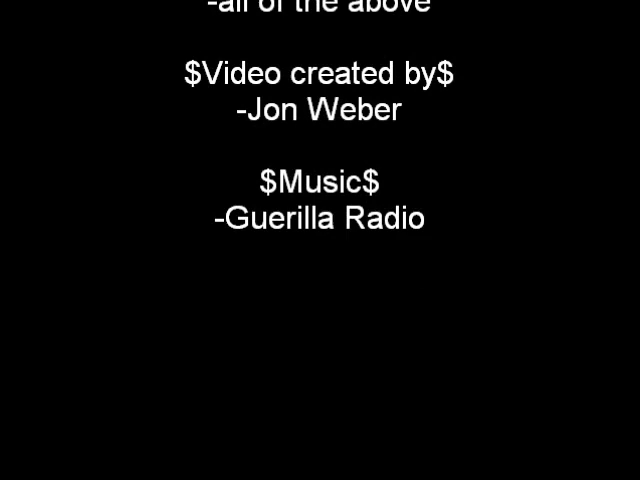 -all of the above
$Video created by$
-Jon Weber
$Music$
-Guerilla Radio